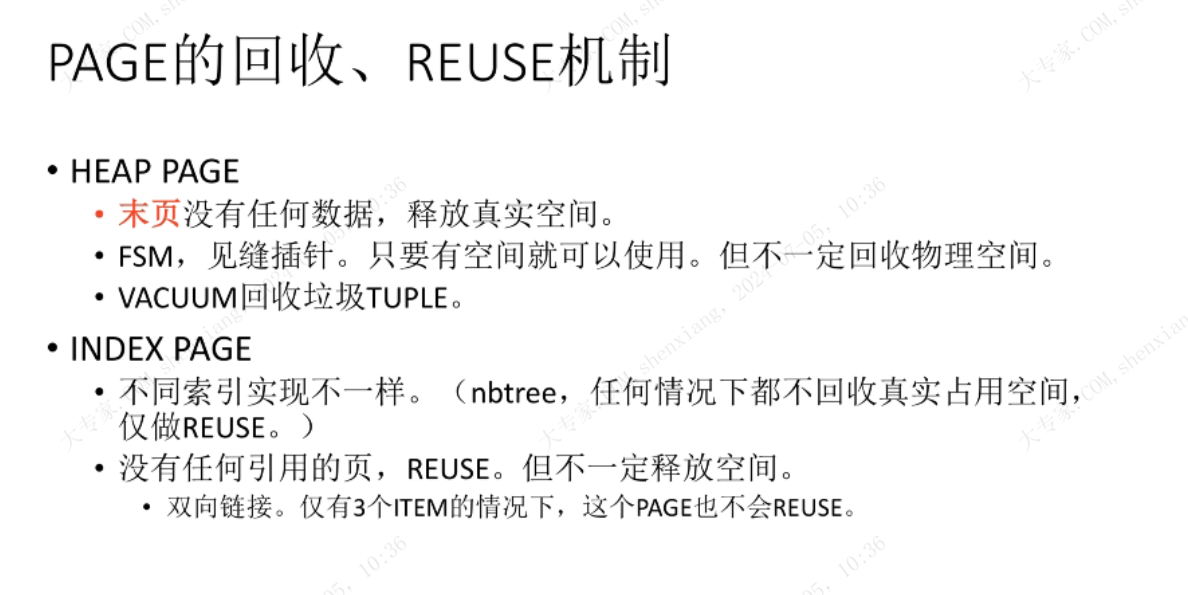 PAGE的回收、REUSE机制
• HEAP PAGE
• 末页没有任何数据，释放真实空间。
• FSM，见缝插针。只要有空间就可以使用。但不一定回收物理空间。
• VACUUM回收垃圾TUPLE。
• INDEX PAGE
• 不同索引实现不一样。（nbtree，任何情况下都不回收真实占用空间，
仅做REUSE。）
• 没有任何引用的页，REUSE。但不一定释放空间。
• 双向链接。仅有3个ITEM的情况下，这个PAGE也不会REUSE。